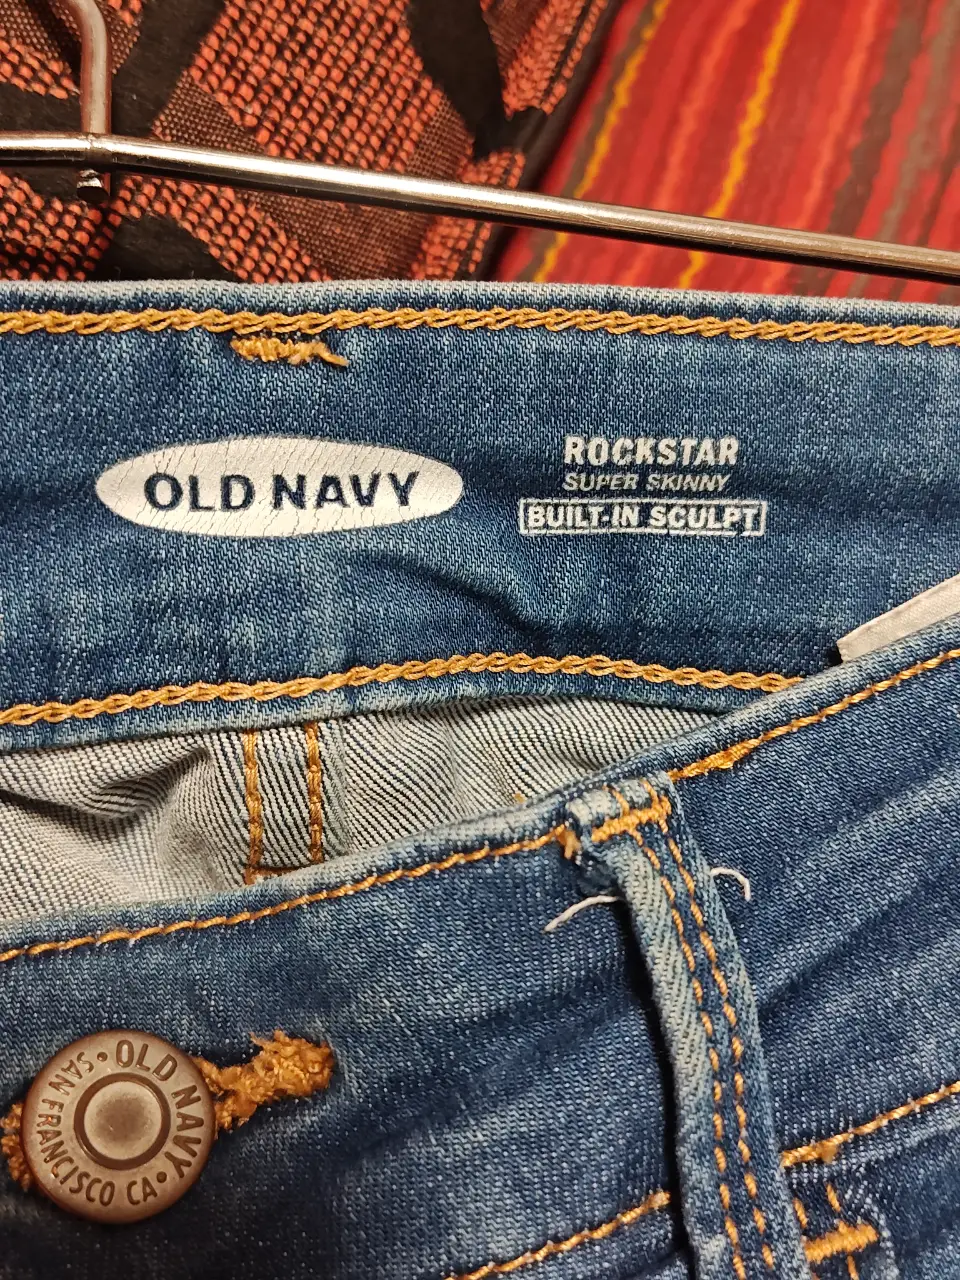 OLD NAVY
ROCKSTAR
SUPER SKINNY
BUILT-IN SCULPT
OLD NAVY • SAN FRANCISCO CA •